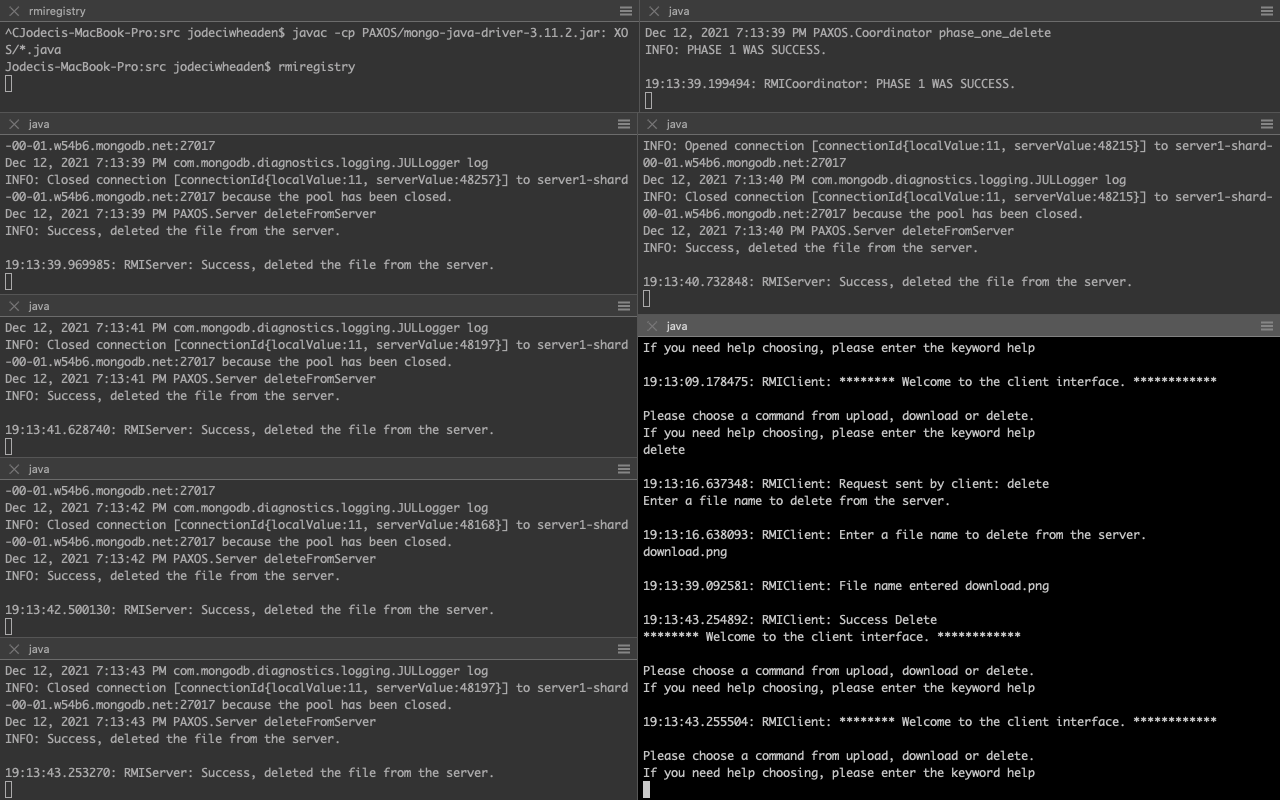 rmiregistry
^CJodecis-MacBook-Pro:src jodeciwheaden$ javac -cp PAXOS/mongo-java-driver-3.11.2.jar: XO
S/*.java
Jodecis-MacBook-Pro:src jodeciwheaden$ rmiregistry
java
Dec 12, 2021 7:13:39 PM PAXOS.Coordinator phase_one_delete
INFO: PHASE 1 WAS SUCCESS.
19:13:39.199494: RMICoordinator: PHASE 1 WAS SUCCESS.
java
-00-01.w54b6.mongodb.net:27017
Dec 12, 2021 7:13:39 PM com.mongodb.diagnostics.logging.JULLogger log
INFO: Closed connection [connectionId{localValue:11, serverValue:48257}] to server1-shard
-00-01.w54b6.mongodb.net:27017 because the pool has been closed.
Dec 12, 2021 7:13:39 PM PAXOS.Server deleteFromServer
INFO: Success, deleted the file from the server.
19:13:39.969985: RMIServer: Success, deleted the file from the server.
java
INFO: Opened connection [connectionId{localValue:11, serverValue:48215}] to server1-shard-
00-01.w54b6.mongodb.net:27017
Dec 12, 2021 7:13:40 PM com.mongodb.diagnostics.logging.JULLogger log
INFO: Closed connection [connectionId{localValue:11, serverValue:48215}] to server1-shard-
00-01.w54b6.mongodb.net:27017 because the pool has been closed.
Dec 12, 2021 7:13:40 PM PAXOS.Server deleteFromServer
INFO: Success, deleted the file from the server.
19:13:40.732848: RMIServer: Success, deleted the file from the server.
java
Dec 12, 2021 7:13:41 PM com.mongodb.diagnostics.logging.JULLogger log
INFO: Closed connection [connectionId{localValue:11, serverValue:48197}] to server1-shard
-00-01.w54b6.mongodb.net:27017 because the pool has been closed.
Dec 12, 2021 7:13:41 PM PAXOS.Server deleteFromServer
INFO: Success, deleted the file from the server.
19:13:41.628740: RMIServer: Success, deleted the file from the server.
java
-00-01.w54b6.mongodb.net:27017
Dec 12, 2021 7:13:42 PM com.mongodb.diagnostics.logging.JULLogger log
INFO: Closed connection [connectionId{localValue:11, serverValue:48168}] to server1-shard
-00-01.w54b6.mongodb.net:27017 because the pool has been closed.
Dec 12, 2021 7:13:42 PM PAXOS.Server deleteFromServer
INFO: Success, deleted the file from the server.
19:13:42.500130: RMIServer: Success, deleted the file from the server.
java
Dec 12, 2021 7:13:43 PM com.mongodb.diagnostics.logging.JULLogger log
INFO: Closed connection [connectionId{localValue:11, serverValue:48197}] to server1-shard
-00-01.w54b6.mongodb.net:27017 because the pool has been closed.
Dec 12, 2021 7:13:43 PM PAXOS.Server deleteFromServer
INFO: Success, deleted the file from the server.
19:13:43.253270: RMIServer: Success, deleted the file from the server.
java
If you need help choosing, please enter the keyword help
19:13:09.178475: RMIClient: ******** Welcome to the client interface. ************
Please choose a command from upload, download or delete.
If you need help choosing, please enter the keyword help
delete
19:13:16.637348: RMIClient: Request sent by client: delete
Enter a file name to delete from the server.
19:13:16.638093: RMIClient: Enter a file name to delete from the server.
download.png
19:13:39.092581: RMIClient: File name entered download.png
19:13:43.254892: RMIClient: Success Delete
******** Welcome to the client interface. ************
Please choose a command from upload, download or delete.
If you need help choosing, please enter the keyword help
19:13:43.255504: RMIClient: ******** Welcome to the client interface. ************
Please choose a command from upload, download or delete.
If you need help choosing, please enter the keyword help